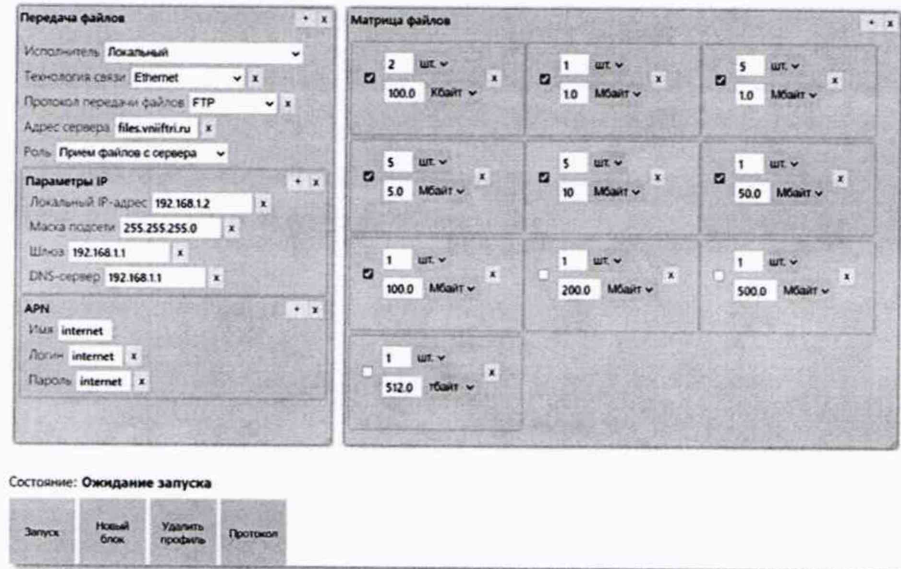 Передача файлов + x
Исполнитель Локальный
Технология связи Ethernet x
Протокол передачи файлов FTP x
Адрес сервера files.vniiftri.ru x
Роль Прием файлов с сервера
Параметры IP + x
Локальный IP-адрес 192.168.1.2 x
Маска подсети 255.255.255.0 x
Шлюз 192.168.1.1 x
DNS-сервер 192.168.1.1 x
APN + x
Имя internet
Логин internet x
Пароль internet x
Матрица файлов + x
2 шт. x
100.0 Кбайт
1 шт. x
1.0 Мбайт
5 шт. x
1.0 Мбайт
5 шт. x
5.0 Мбайт
5 шт. x
10 Мбайт
1 шт. x
50.0 Мбайт
1 шт. x
100.0 Мбайт
1 шт. x
200.0 Мбайт
1 шт. x
500.0 Мбайт
1 шт. x
512.0 тбайт
Состояние: Ожидание запуска
Запуск
Новый
блок
Удалить
профиль
Протокол